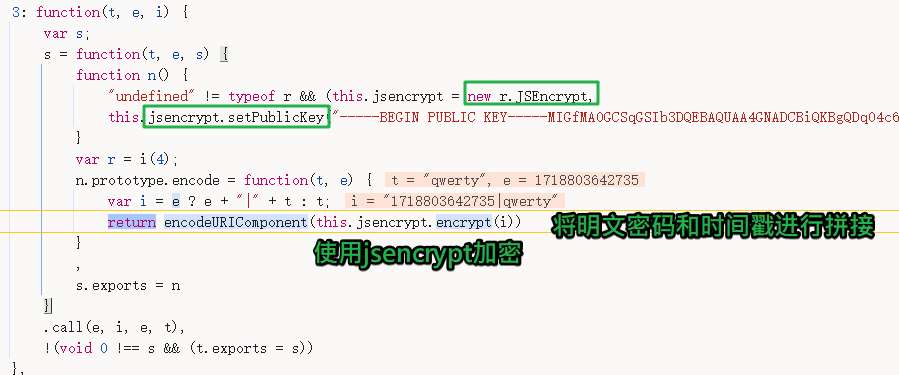 3: function(t, e, i) {
var s;
s = function(t, e, s) {
function n() {
"undefined" != typeof r && (this.jsencrypt = new r.JSEncrypt,
this.jsencrypt.setPublicKey("-----BEGIN PUBLIC KEY-----MIGfMA0GCSqGSIb3DQEBAQUAA4GNADCBiQKBgQDq04c6
}
var r = i(4);
n.prototype.encode = function(t, e) { t = "qwerty", e = 1718803642735
var i = e ? e + "|" + t : t; i = "1718803642735|qwerty"
return encodeURIComponent(this.jsencrypt.encrypt(i))
将明文密码和时间戳进行拼接
使用jsencrypt加密
}
,
s.exports = n
}
.call(e, i, e, t),
!(void 0 !== s && (t.exports = s))
},